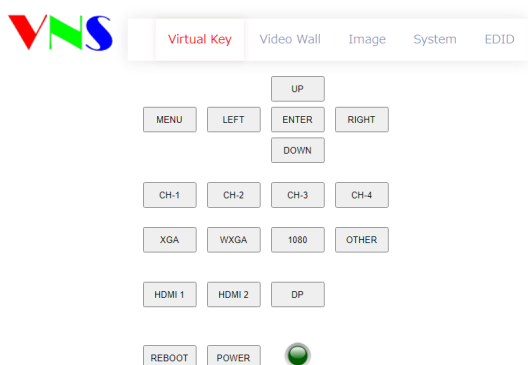 VNS Virtual Key Video Wall Image System EDID
UP
MENU LEFT ENTER RIGHT
DOWN
CH-1 CH-2 CH-3 CH-4
XGA WXGA 1080 OTHER
HDMI 1 HDMI 2 DP
REBOOT POWER